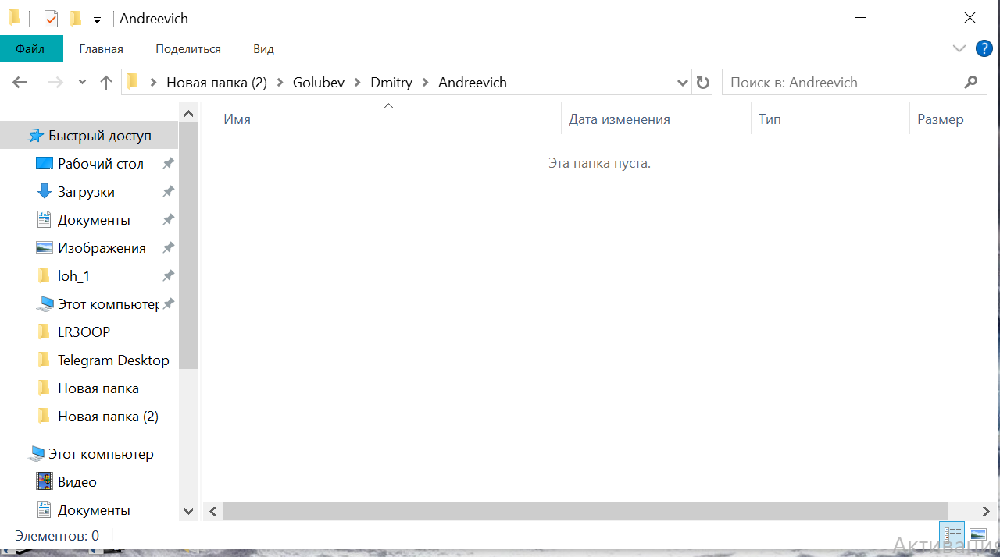 Andreevich
Файл Главная Поделиться Вид ?
Новая папка (2) Golubev Dmitry Andreevich Поиск в: Andreevich
Имя Дата изменения Тип Размер
Эта папка пуста.
Быстрый доступ
Рабочий стол
Загрузки
Документы
Изображения
loh_1
Этот компьютер
LR3OOP
Telegram Desktop
Новая папка
Новая папка (2)
Этот компьютер
Видео
Документы
Элементов: 0
Активация